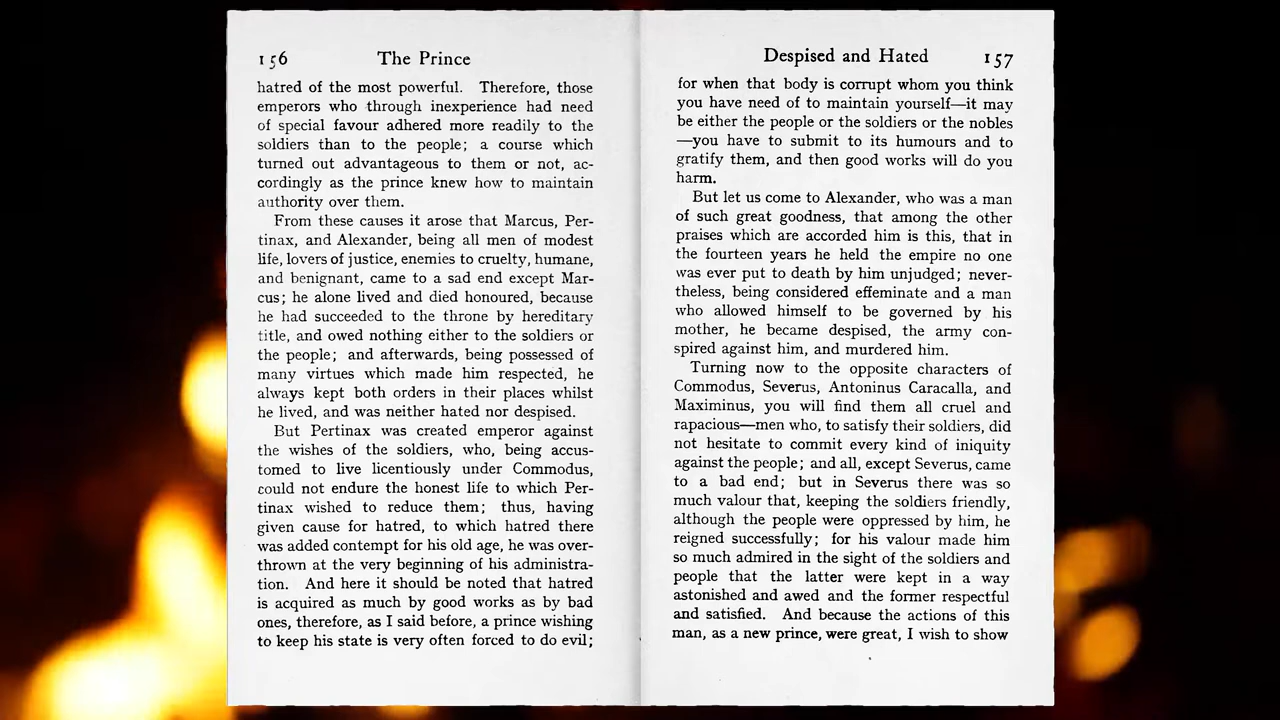 156 The Prince
hatred of the most powerful. Therefore, those
emperors who through inexperience had need
of special favour adhered more readily to the
soldiers than to the people; a course which
turned out advantageous to them or not, ac-
cordingly as the prince knew how to maintain
authority over them.
From these causes it arose that Marcus, Per-
tinax, and Alexander, being all men of modest
life, lovers of justice, enemies to cruelty, humane,
and benignant, came to a sad end except Mar-
cus; he alone lived and died honoured, because
he had succeeded to the throne by hereditary
title, and owed nothing either to the soldiers or
the people; and afterwards, being possessed of
many virtues which made him respected, he
always kept both orders in their places whilst
he lived, and was neither hated nor despised.
But Pertinax was created emperor against
the wishes of the soldiers, who, being accus-
tomed to live licentiously under Commodus,
could not endure the honest life to which Per-
tinax wished to reduce them; thus, having
given cause for hatred, to which hatred there
was added contempt for his old age, he was over-
thrown at the very beginning of his administra-
tion. And here it should be noted that hatred
is acquired as much by good works as by bad
ones, therefore, as I said before, a prince wishing
to keep his state is very often forced to do evil;
Despised and Hated 157
for when that body is corrupt whom you think
you have need of to maintain yourself—it may
be either the people or the soldiers or the nobles
—you have to submit to its humours and to
gratify them, and then good works will do you
harm.
But let us come to Alexander, who was a man
of such great goodness, that among the other
praises which are accorded him is this, that in
the fourteen years he held the empire no one
was ever put to death by him unjudged; never-
theless, being considered effeminate and a man
who allowed himself to be governed by his
mother, he became despised, the army con-
spired against him, and murdered him.
Turning now to the opposite characters of
Commodus, Severus, Antoninus Caracalla, and
Maximinus, you will find them all cruel and
rapacious—men who, to satisfy their soldiers, did
not hesitate to commit every kind of iniquity
against the people; and all, except Severus, came
to a bad end; but in Severus there was so
much valour that, keeping the soldiers friendly,
although the people were oppressed by him, he
reigned successfully; for his valour made him
so much admired in the sight of the soldiers and
people that the latter were kept in a way
astonished and awed and the former respectful
and satisfied. And because the actions of this
man, as a new prince, were great, I wish to show